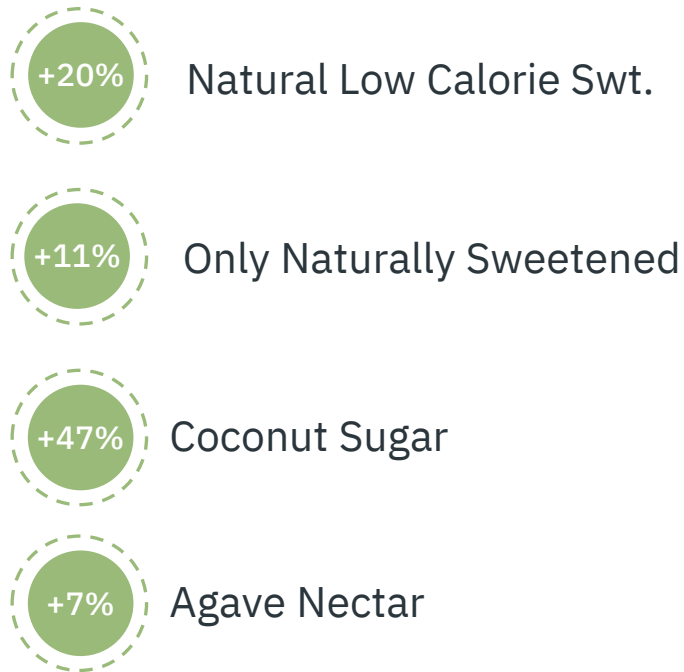 +20% Natural Low Calorie Swt.
+11% Only Naturally Sweetened
+47% Coconut Sugar
+7% Agave Nectar